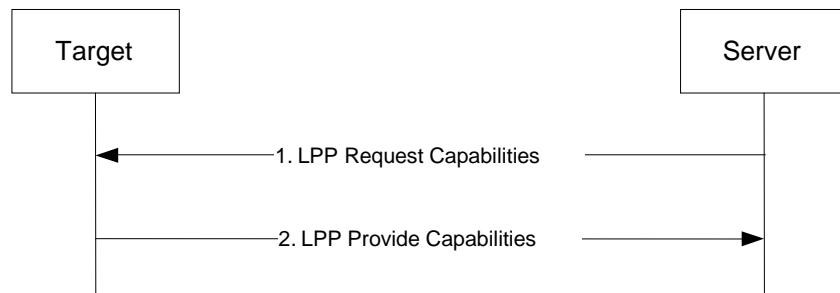 Target
Server
1. LPP Request Capabilities
2. LPP Provide Capabilities